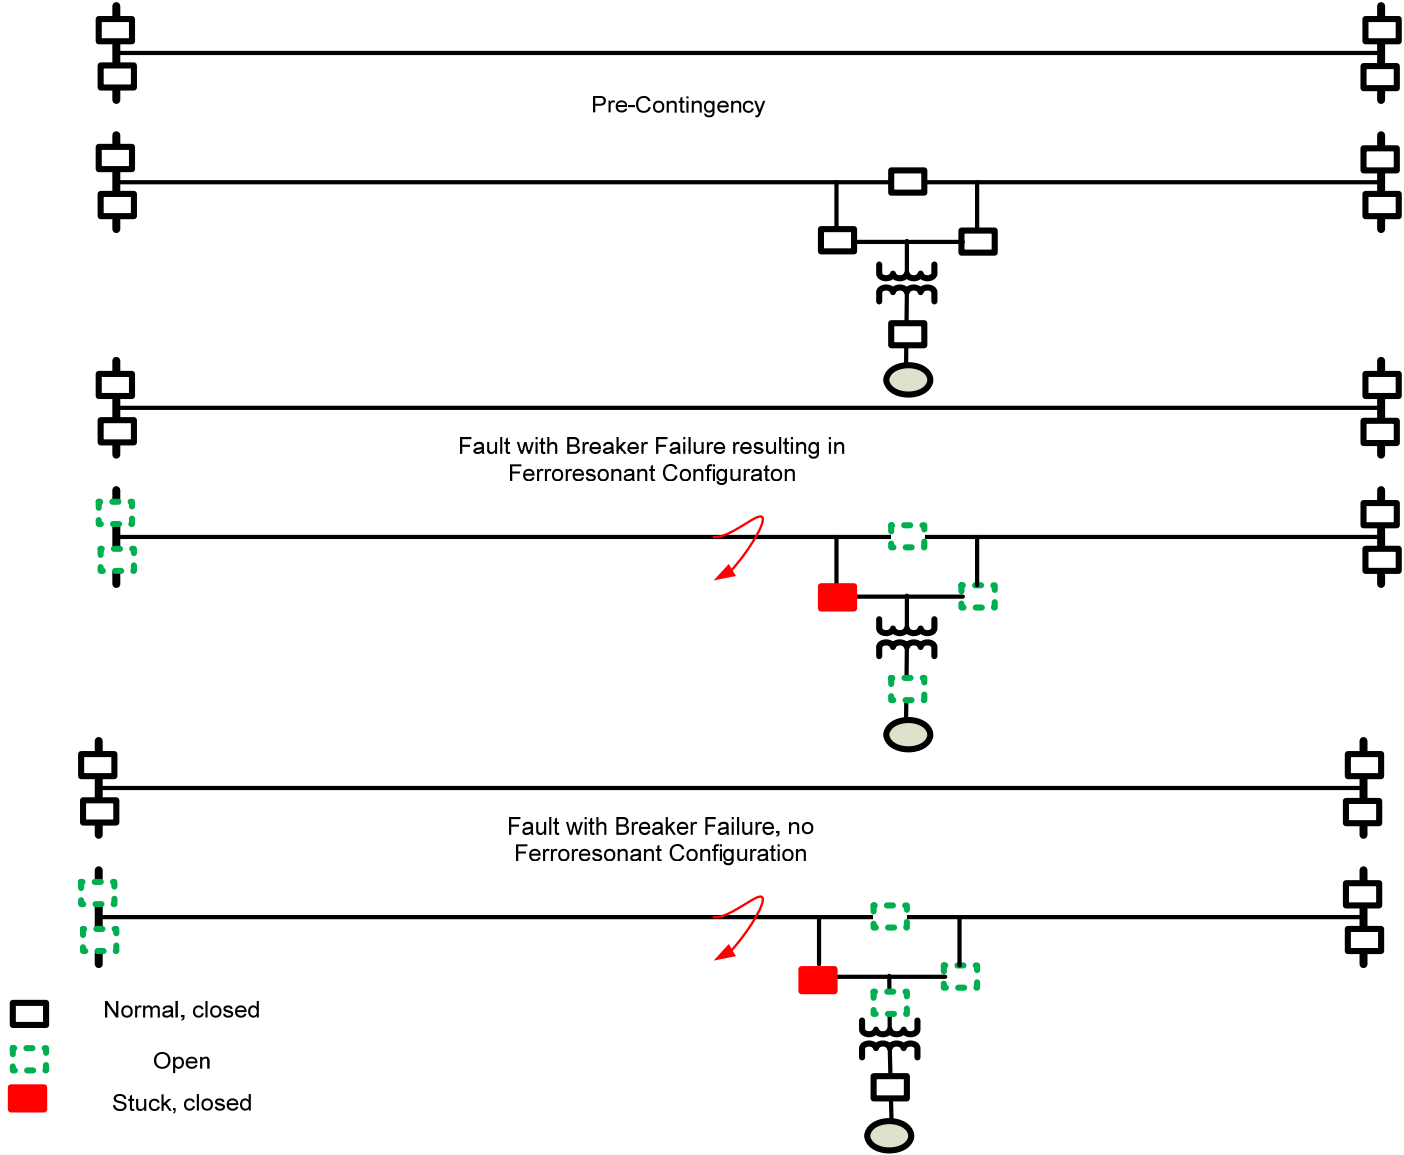 Pre-Contingency
Fault with Breaker Failure resulting in
Ferroresonant Configuraton
Fault with Breaker Failure, no
Ferroresonant Configuration
Normal, closed
Open
Stuck, closed